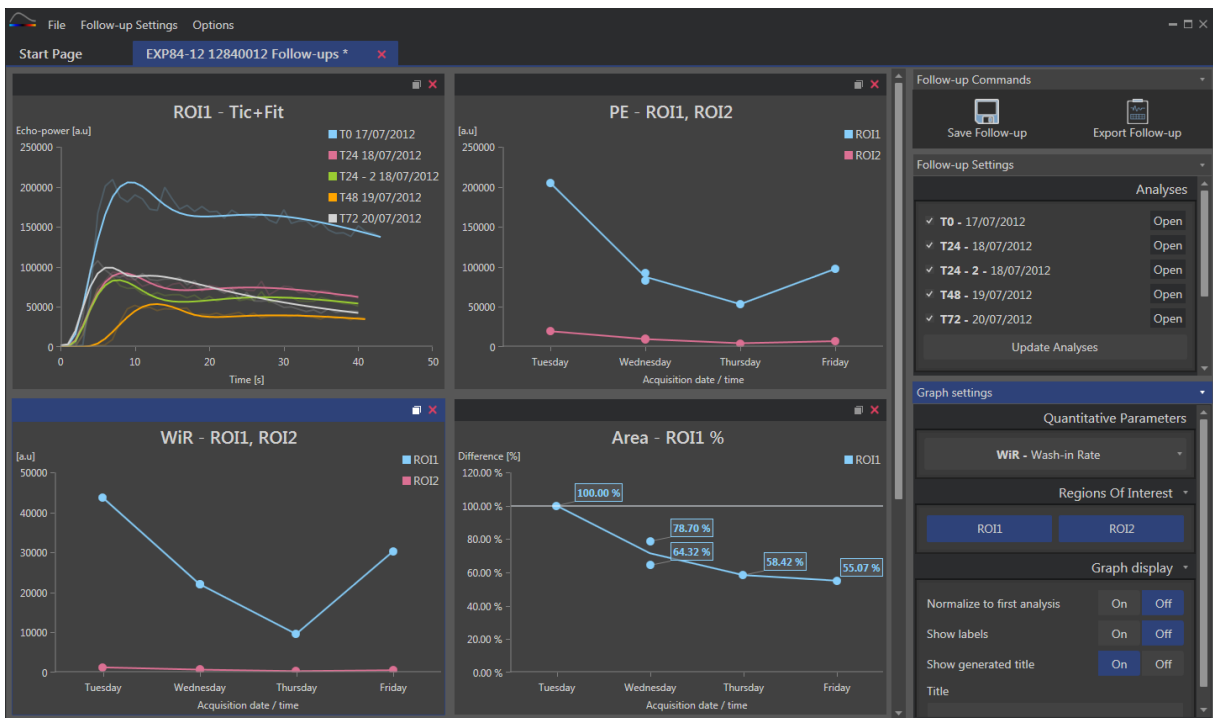 File Follow-up Settings Options
Start Page EXP84-12 12840012 Follow-ups *
ROI1 - Tic+Fit
Echo-power [a.u]
T0 17/07/2012
T24 18/07/2012
T24 - 2 18/07/2012
T48 19/07/2012
T72 20/07/2012
250000
200000
150000
100000
50000
0
0 10 20 30 40 50
Time [s]
PE - ROI1, ROI2
[a.u]
ROI1
ROI2
250000
200000
150000
100000
50000
0
Tuesday Wednesday Thursday Friday
Acquisition date / time
WiR - ROI1, ROI2
[a.u]
ROI1
ROI2
50000
40000
30000
20000
10000
0
Tuesday Wednesday Thursday Friday
Acquisition date / time
Area - ROI1 %
Difference [%]
ROI1
120.00 %
100.00 %
80.00 %
60.00 %
40.00 %
20.00 %
0.00 %
100.00 %
78.70 %
64.32 %
58.42 %
55.07 %
Tuesday Wednesday Thursday Friday
Acquisition date / time
Follow-up Commands
Save Follow-up Export Follow-up
Follow-up Settings
Analyses
T0 - 17/07/2012 Open
T24 - 18/07/2012 Open
T24 - 2 - 18/07/2012 Open
T48 - 19/07/2012 Open
T72 - 20/07/2012 Open
Update Analyses
Graph settings
Quantitative Parameters
WiR - Wash-in Rate
Regions Of Interest
ROI1 ROI2
Graph display
Normalize to first analysis On Off
Show labels On Off
Show generated title On Off
Title